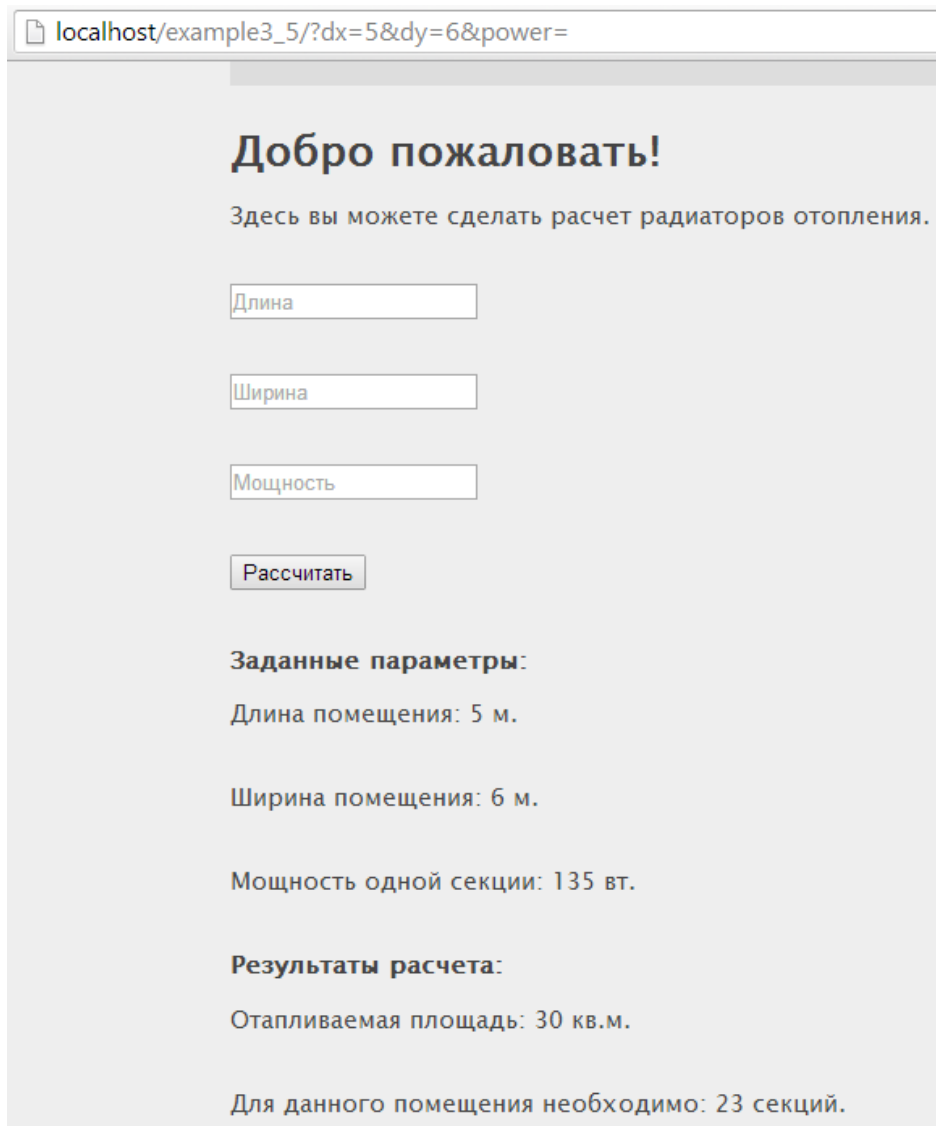 localhost/example3_5/?dx=5&dy=6&power=
Добро пожаловать!
Здесь вы можете сделать расчет радиаторов отопления.
Длина
Ширина
Мощность
Рассчитать
Заданные параметры:
Длина помещения: 5 м.
Ширина помещения: 6 м.
Мощность одной секции: 135 вт.
Результаты расчета:
Отапливаемая площадь: 30 кв.м.
Для данного помещения необходимо: 23 секций.